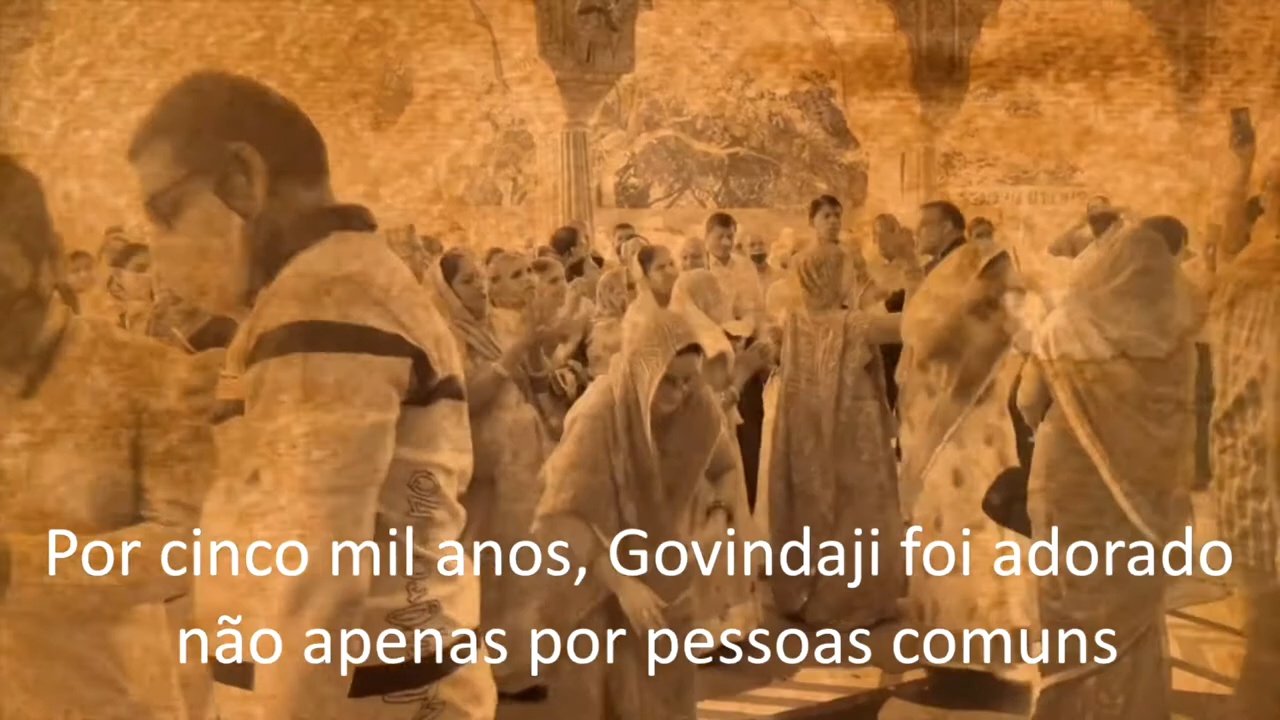 Por cinco mil anos, Govindaji foi adorado
não apenas por pessoas comuns